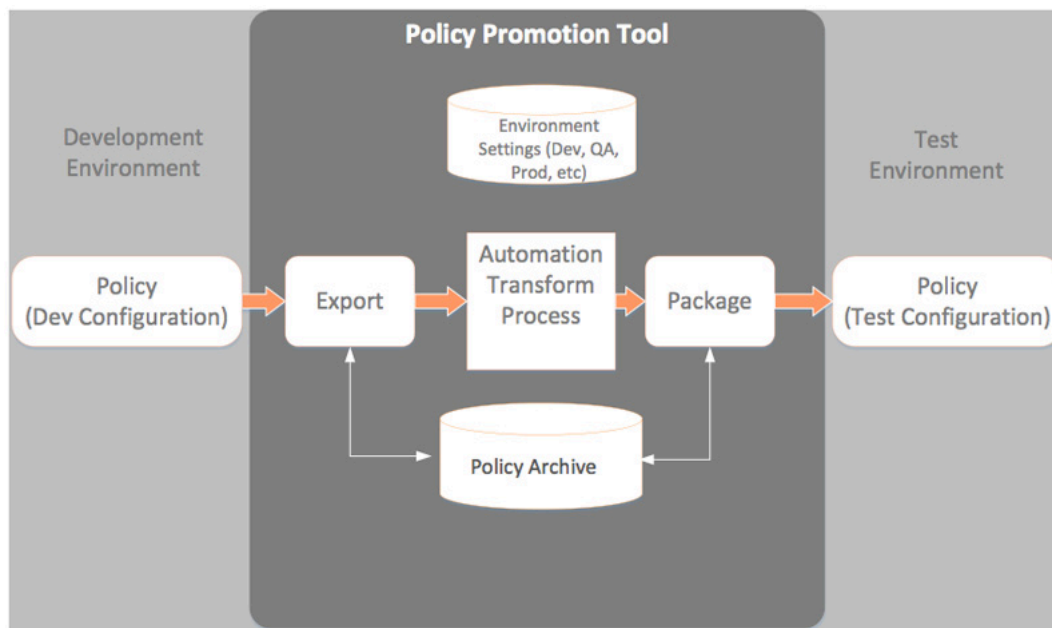 Policy Promotion Tool
Environment
Settings (Dev, QA,
Prod, etc)
Development
Environment
Test
Environment
Policy
(Dev Configuration)
Export
Automation
Transform
Process
Package
Policy
(Test Configuration)
Policy Archive